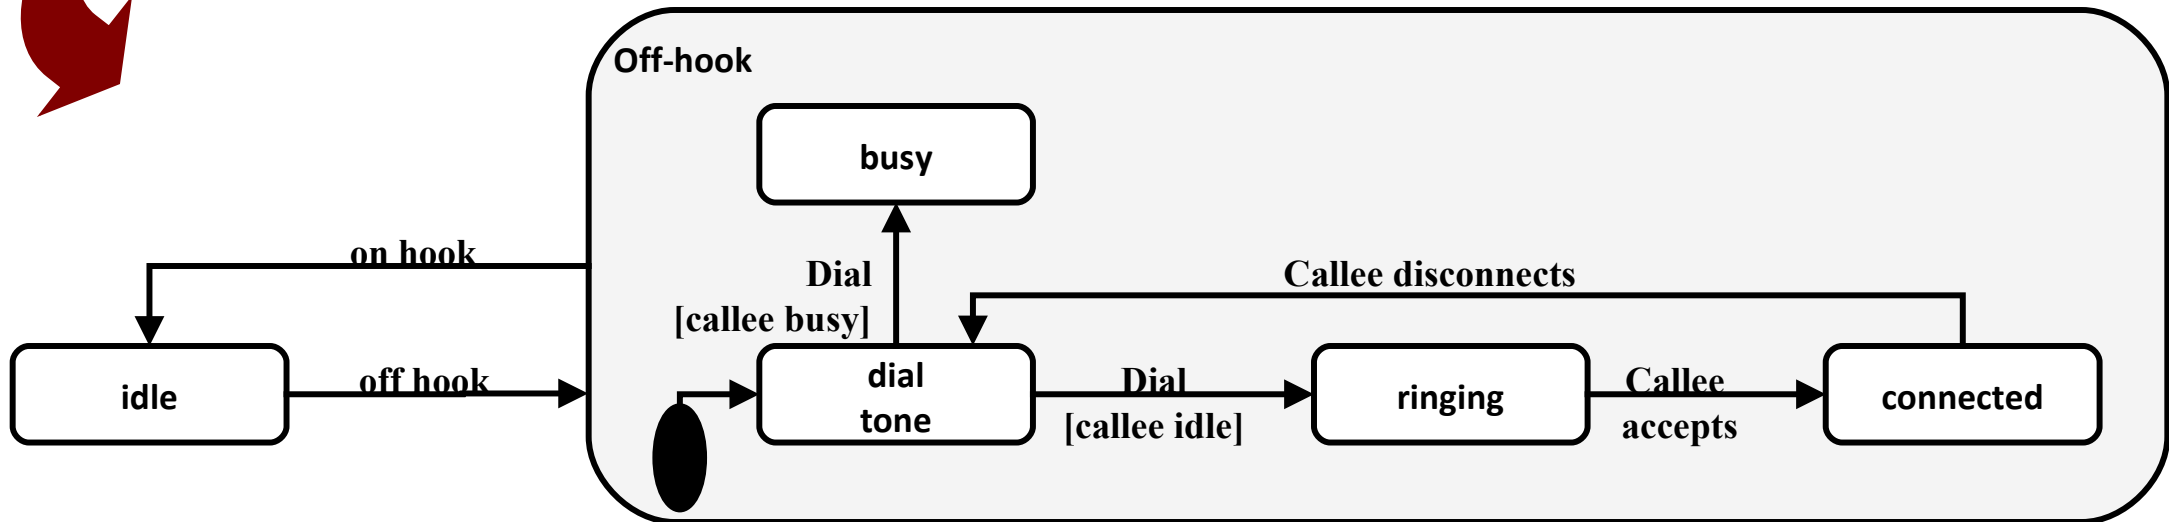 Off-hook
busy
on hook
Dial
[callee busy]
Callee disconnects
idle
off hook
dial
tone
Dial
[callee idle]
ringing
Callee
accepts
connected